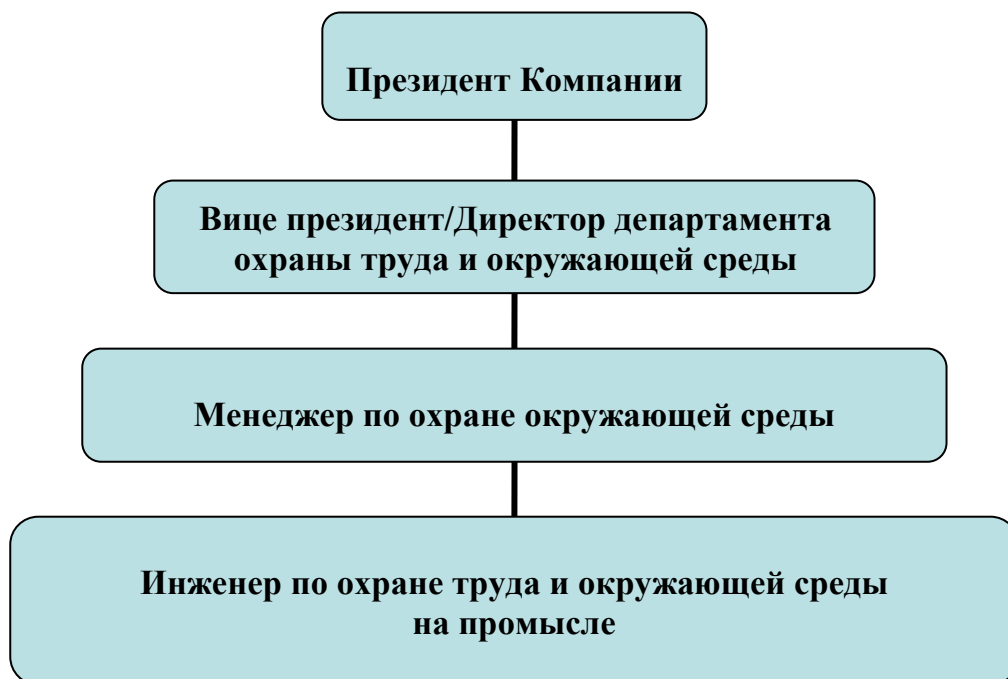 Президент Компании
Вице президент/Директор департамента
охраны труда и окружающей среды
Менеджер по охране окружающей среды
Инженер по охране труда и окружающей среды
на промысле